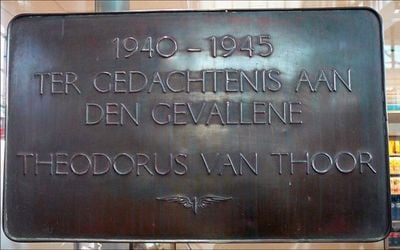 1940 - 1945
TER GEDACHTENIS AAN
DEN GEVALLENE
THEODORUS VAN THOOR